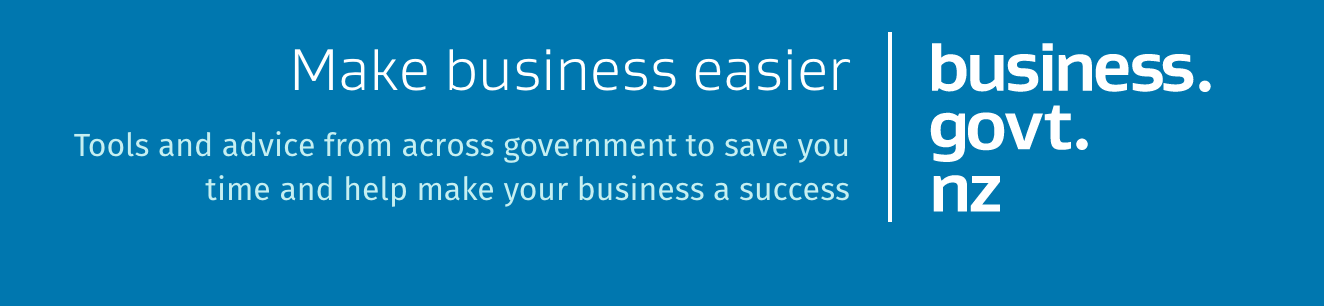 Make business easier
Tools and advice from across government to save you
time and help make your business a success
business.
govt.
nz